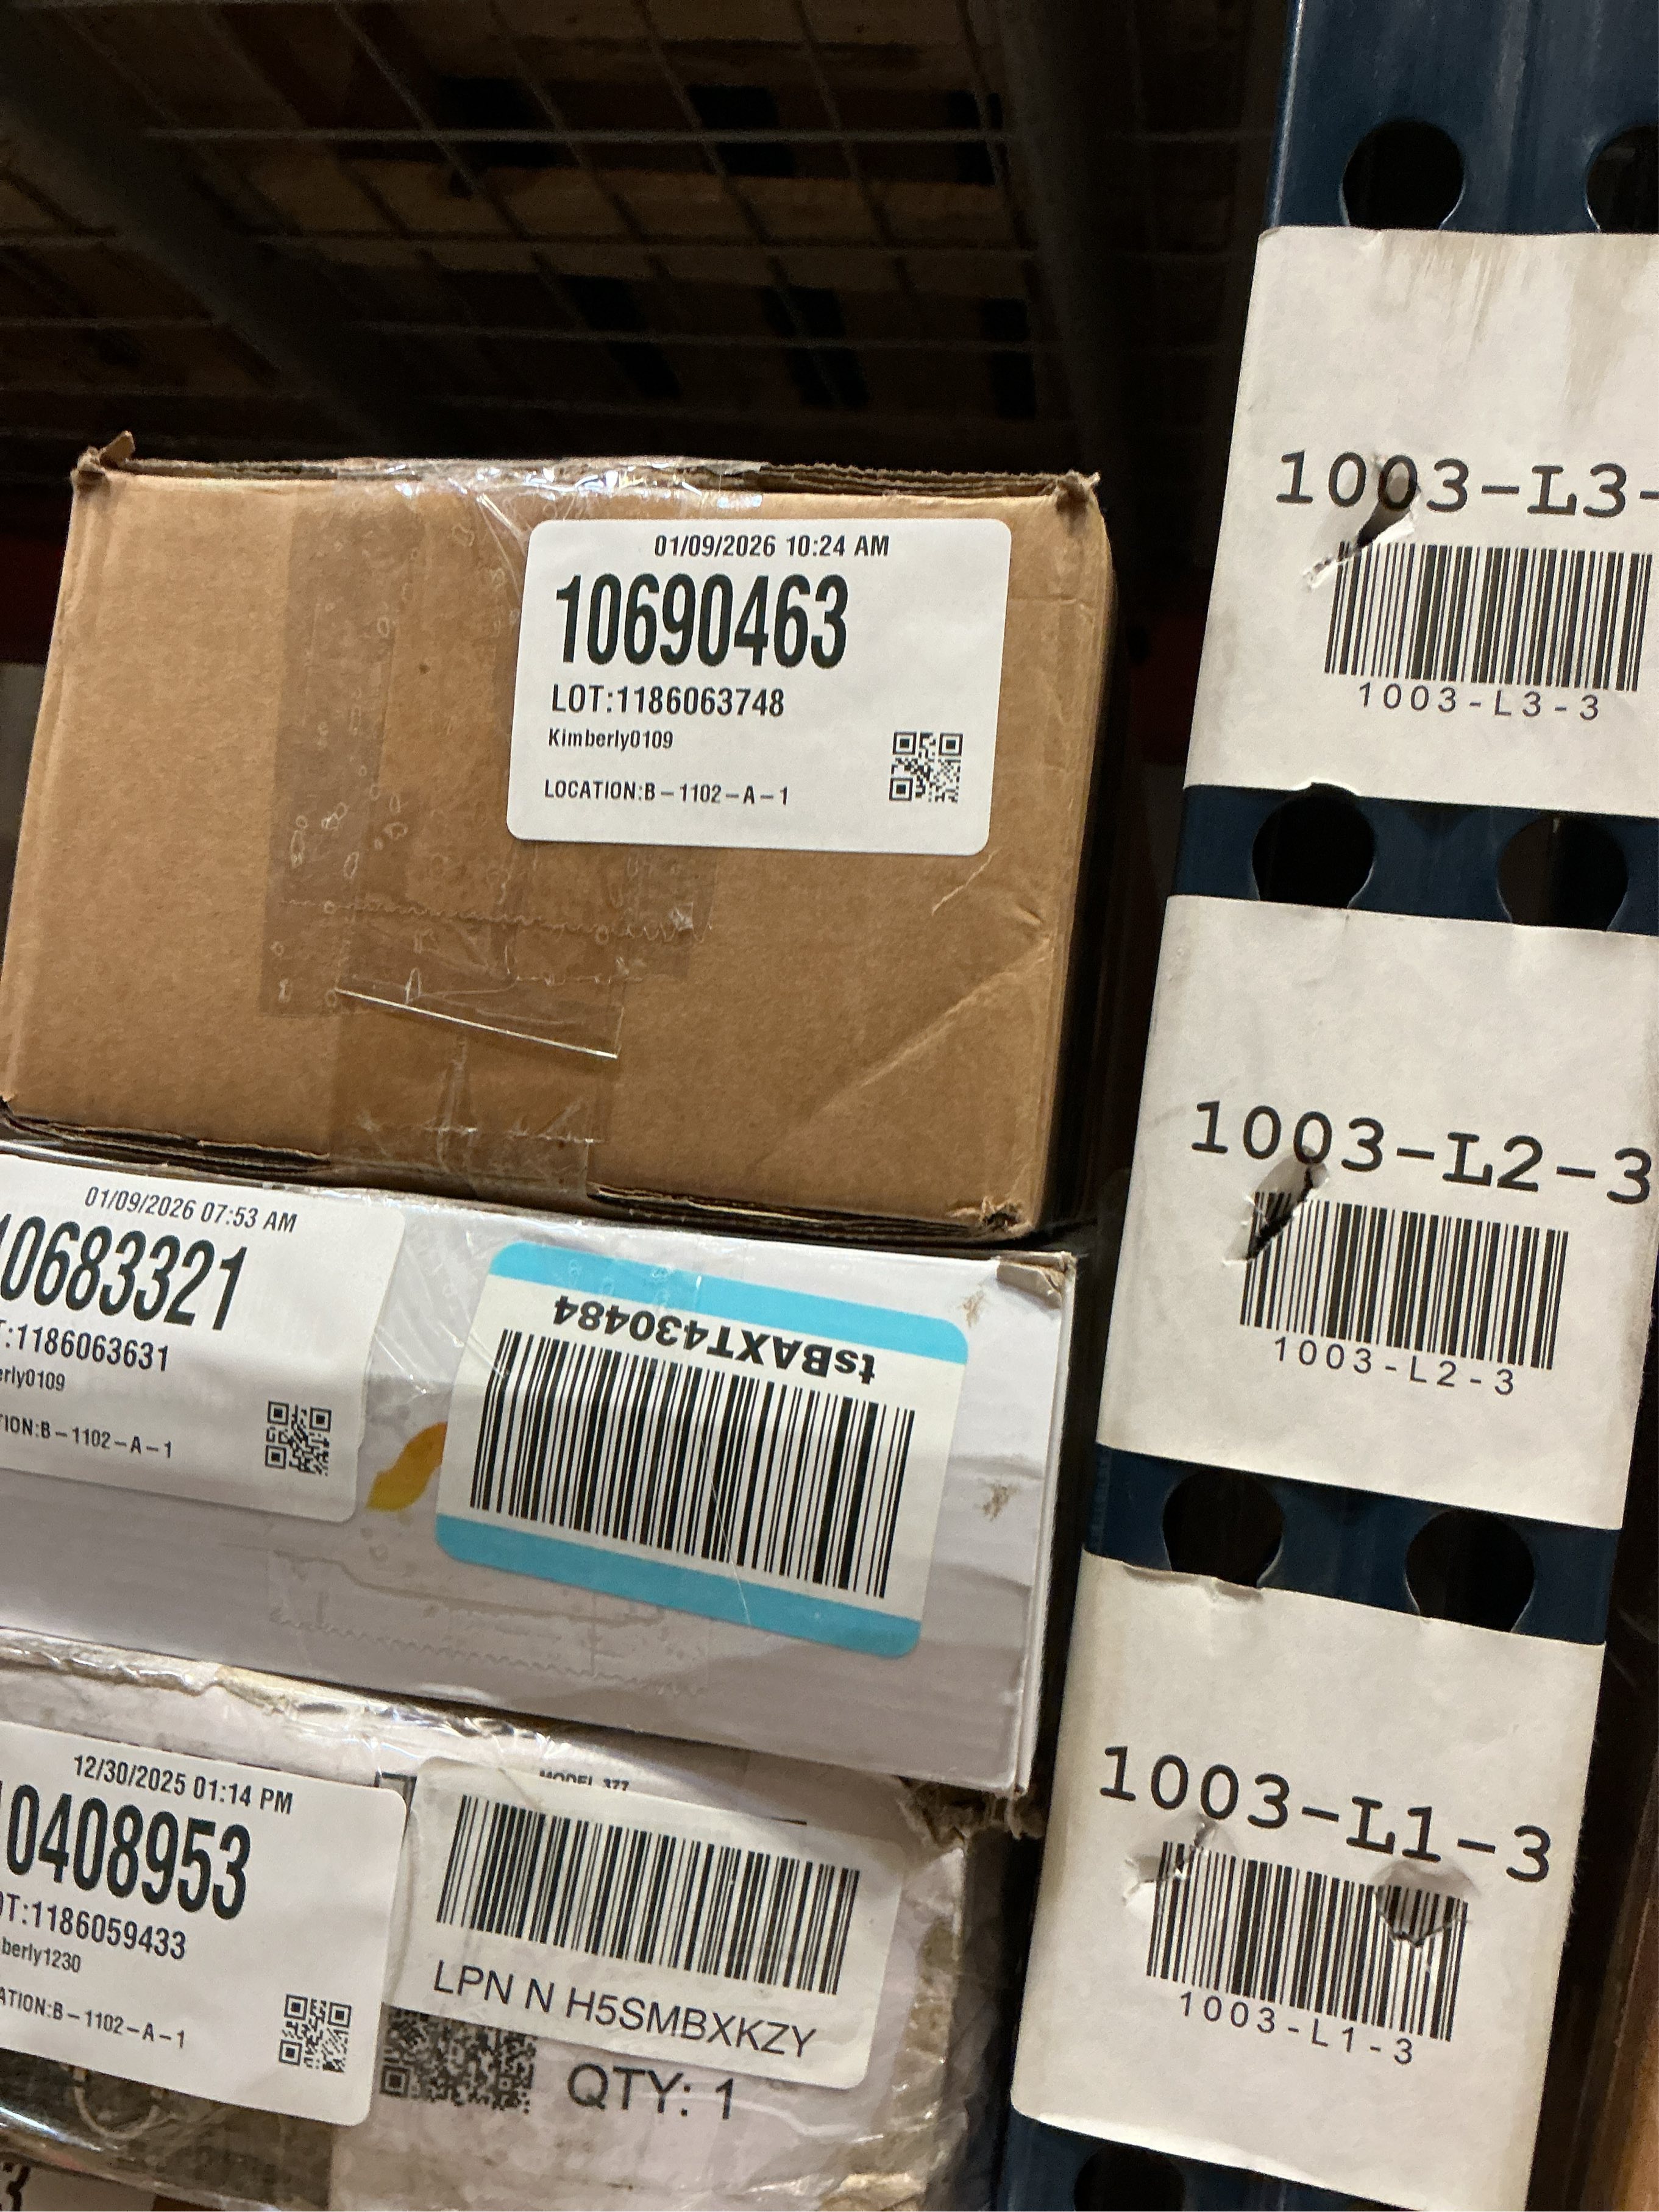 01/09/2026 10:24 AM
10690463
LOT:1186063748
Kimberly0109
LOCATION:B-1102-A-1
01/09/2026 07:53 AM
10683321
T:1186063631
erly0109
TION:B-1102-A-1
tsBAXT430484
12/30/2025 01:14 PM
0408953
OT:1186059433
berly1230
ATION:B-1102-A-1
MODEL 377
LPN N H5SMBXKZY
QTY: 1
1003-L3-
1003-L3-3
1003-L2-3
1003-L2-3
1003-L1-3
1003-L1-3